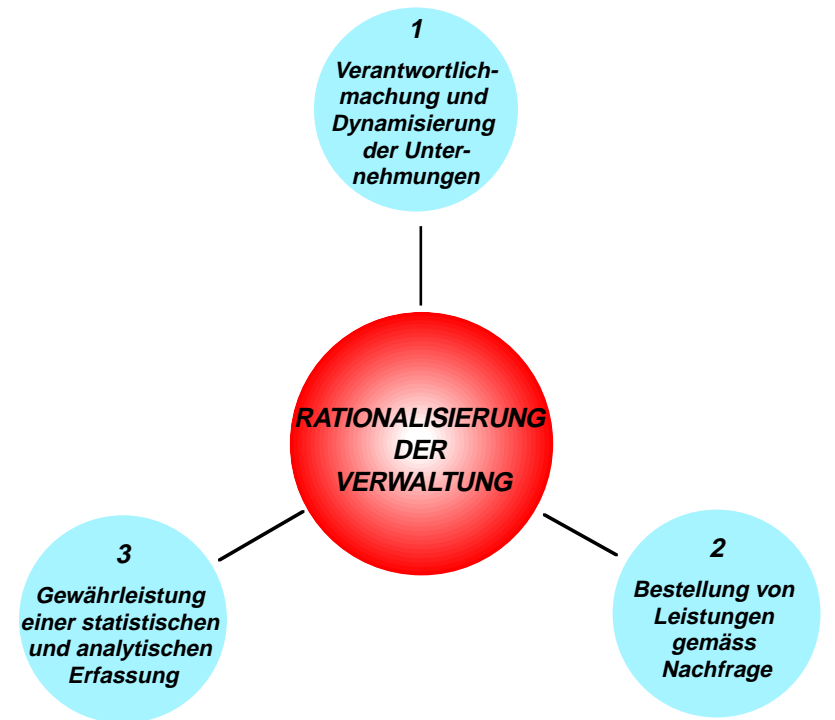 1
Verantwortlich-
machung und
Dynamisierung
der Unter-
nehmungen
RATIONALISIERUNG
DER
VERWALTUNG
2
Bestellung von
Leistungen
gemäss
Nachfrage
3
Gewährleistung
einer statistischen
und analytischen
Erfassung